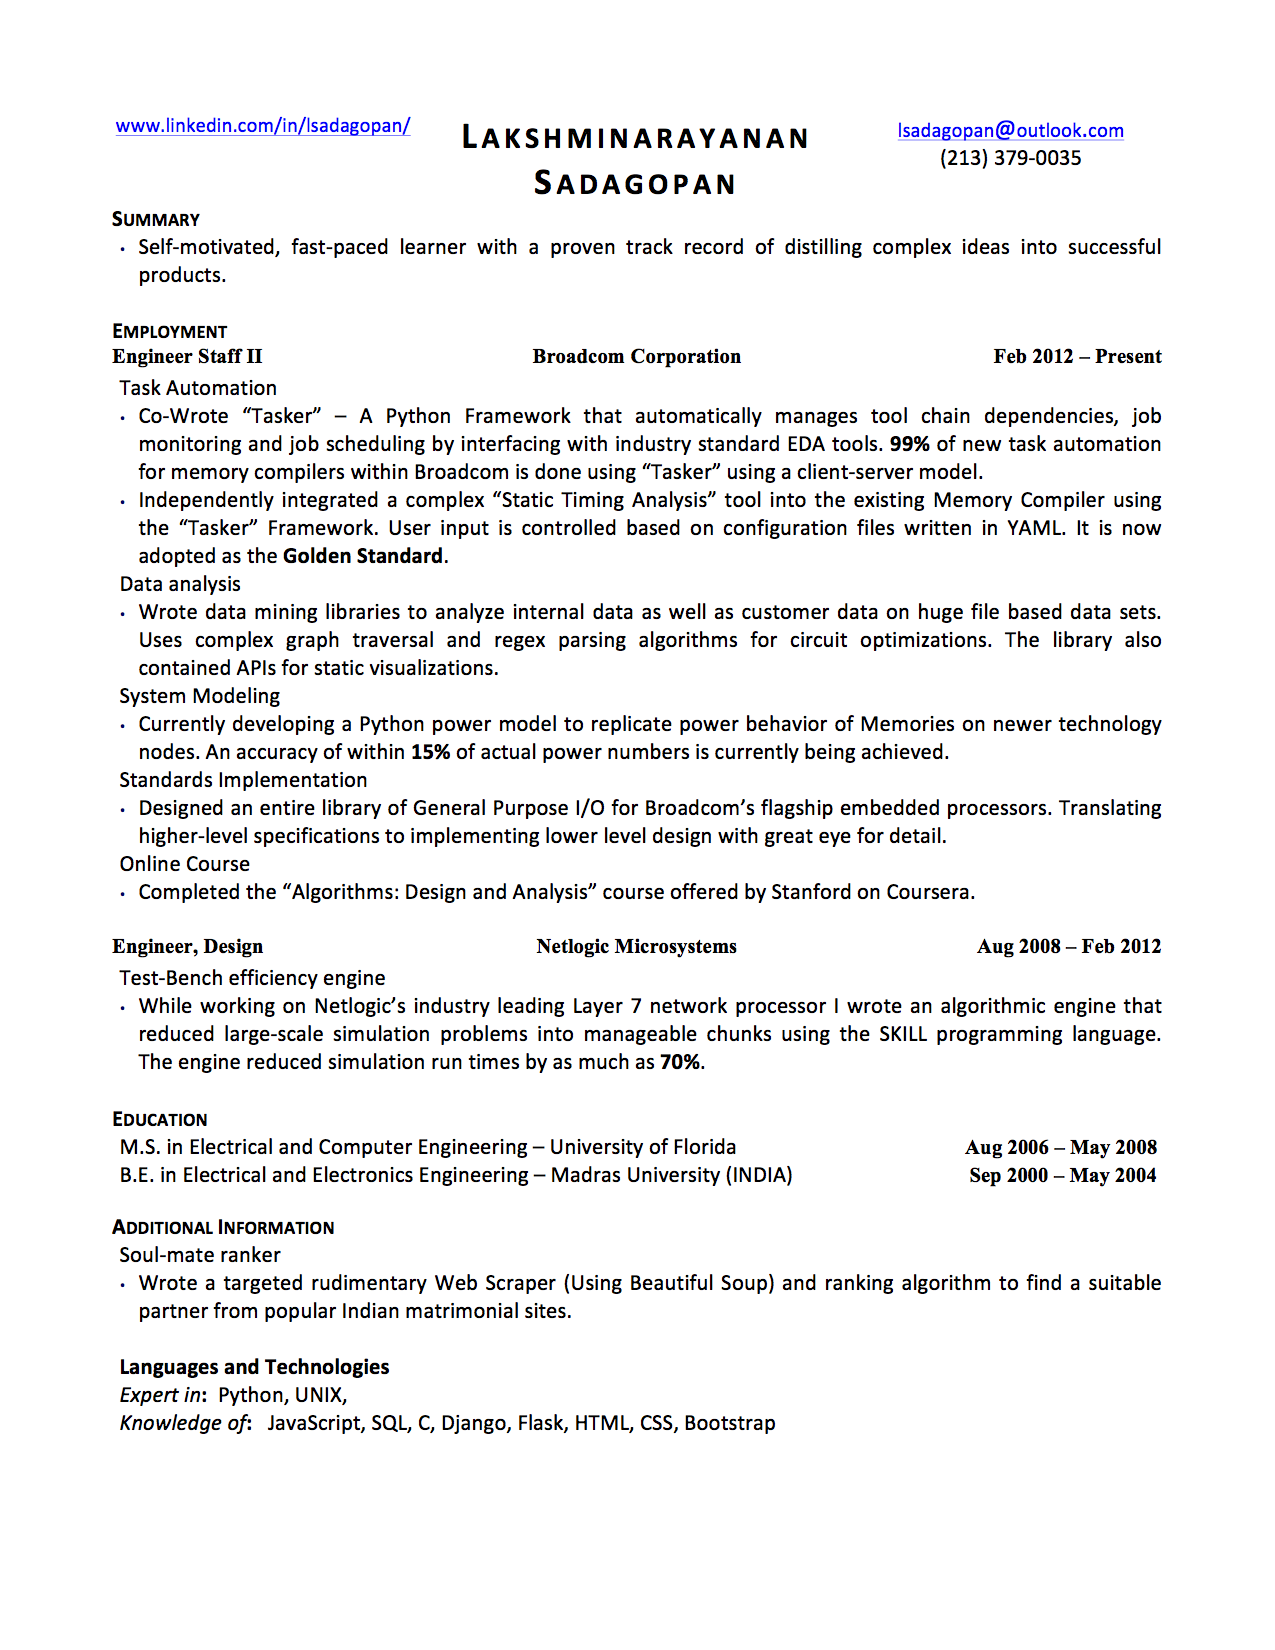 www.linkedin.com/in/lsadagopan/
LAKSHMINARAYANAN
SADAGOPAN
lsadagopan@outlook.com
(213) 379-0035
SUMMARY
· Self-motivated, fast-paced learner with a proven track record of distilling complex ideas into successful
products.
EMPLOYMENT
Engineer Staff II Broadcom Corporation Feb 2012 – Present
Task Automation
· Co-Wrote “Tasker” – A Python Framework that automatically manages tool chain dependencies, job
monitoring and job scheduling by interfacing with industry standard EDA tools. 99% of new task automation
for memory compilers within Broadcom is done using “Tasker” using a client-server model.
· Independently integrated a complex “Static Timing Analysis” tool into the existing Memory Compiler using
the “Tasker” Framework. User input is controlled based on configuration files written in YAML. It is now
adopted as the Golden Standard.
Data analysis
· Wrote data mining libraries to analyze internal data as well as customer data on huge file based data sets.
Uses complex graph traversal and regex parsing algorithms for circuit optimizations. The library also
contained APIs for static visualizations.
System Modeling
· Currently developing a Python power model to replicate power behavior of Memories on newer technology
nodes. An accuracy of within 15% of actual power numbers is currently being achieved.
Standards Implementation
· Designed an entire library of General Purpose I/O for Broadcom’s flagship embedded processors. Translating
higher-level specifications to implementing lower level design with great eye for detail.
Online Course
· Completed the “Algorithms: Design and Analysis” course offered by Stanford on Coursera.
Engineer, Design Netlogic Microsystems Aug 2008 – Feb 2012
Test-Bench efficiency engine
· While working on Netlogic’s industry leading Layer 7 network processor I wrote an algorithmic engine that
reduced large-scale simulation problems into manageable chunks using the SKILL programming language.
The engine reduced simulation run times by as much as 70%.
EDUCATION
M.S. in Electrical and Computer Engineering – University of Florida Aug 2006 – May 2008
B.E. in Electrical and Electronics Engineering – Madras University (INDIA) Sep 2000 – May 2004
ADDITIONAL INFORMATION
Soul-mate ranker
· Wrote a targeted rudimentary Web Scraper (Using Beautiful Soup) and ranking algorithm to find a suitable
partner from popular Indian matrimonial sites.
Languages and Technologies
Expert in: Python, UNIX,
Knowledge of: JavaScript, SQL, C, Django, Flask, HTML, CSS, Bootstrap